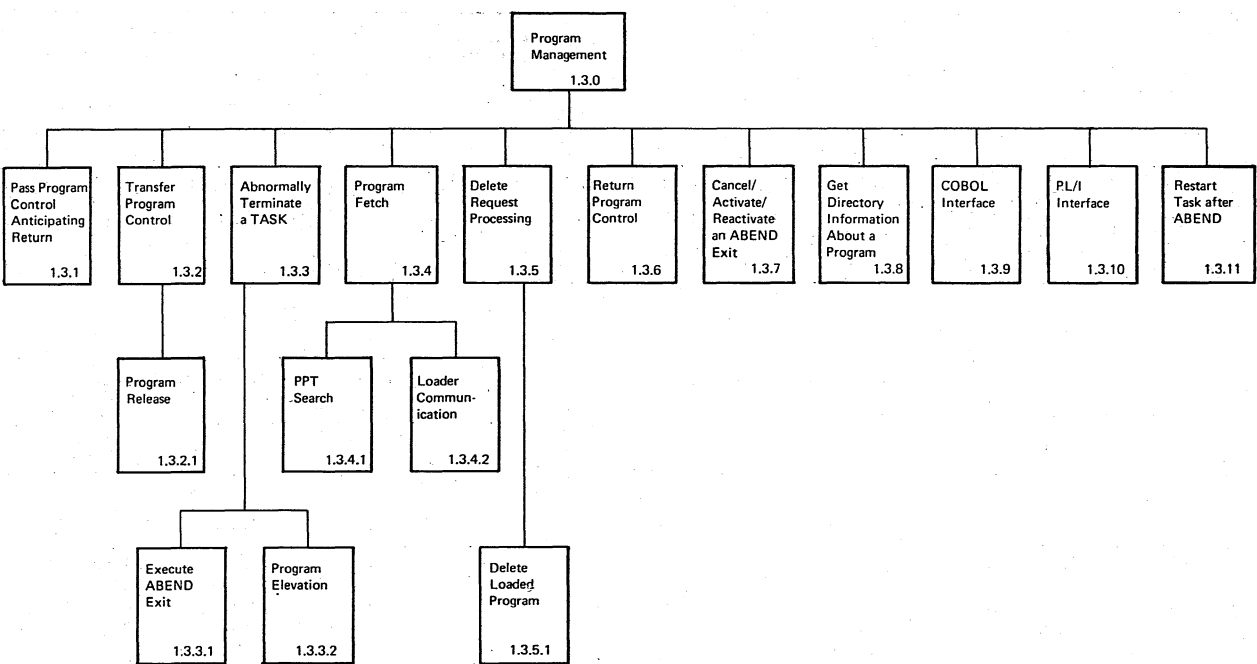 Program
Management
1.3.0
Pass Program
Control
Anticipating
Return
1.3.1
Transfer
Program
Control
1.3.2
Abnormally
Terminate
a TASK
1.3.3
Program
Fetch
1.3.4
Delete
Request
Processing
1.3.5
Return
Program
Control
1.3.6
Cancel/
Activate/
Reactivate
an ABEND
Exit
1.3.7
Get
Directory
Information
About a
Program
1.3.8
COBOL
Interface
1.3.9
PL/I
Interface
1.3.10
Restart
Task after
ABEND
1.3.11
Program
Release
1.3.2.1
PPT
Search
1.3.4.1
Loader
Commun-
ication
1.3.4.2
Execute
ABEND
Exit
1.3.3.1
Program
Elevation
1.3.3.2
Delete
Loaded
Program
1.3.5.1